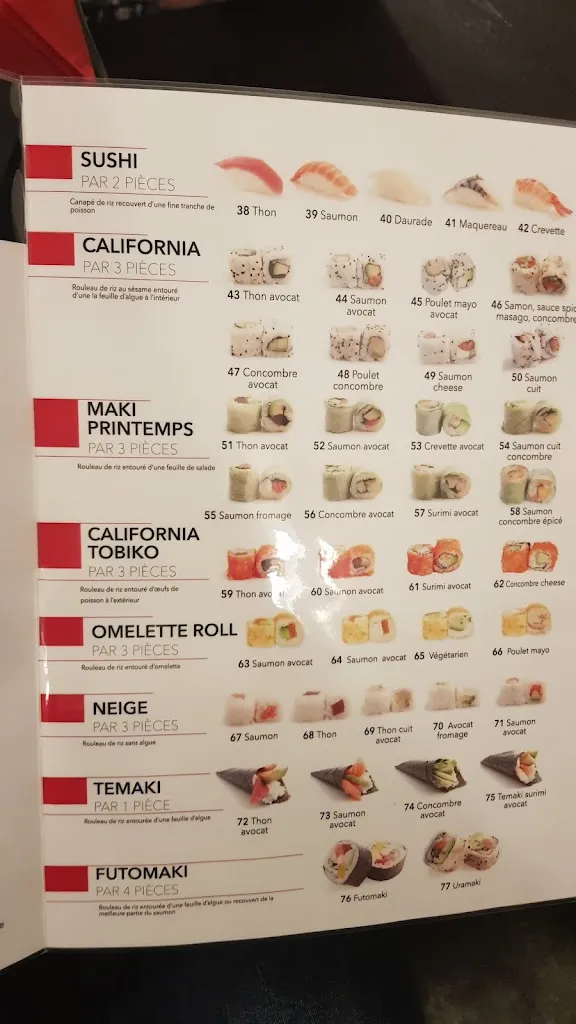 SUSHI
PAR 2 PIÈCES
Canapé de riz recouvert d'une fine tranche de
poisson
38 Thon
39 Saumon
40 Daurade
41 Maquereau
42 Crevette
CALIFORNIA
PAR 3 PIÈCES
Rouleau de riz au sésame entouré
d'une la feuille d'algue à l'intérieur
43 Thon avocat
44 Saumon
avocat
45 Poulet mayo
avocat
46 Samon, sauce spic
masago, concombre
47 Concombre
avocat
48 Poulet
concombre
49 Saumon
cheese
50 Saumon
cuit
MAKI
PRINTEMPS
PAR 3 PIÈCES
Rouleau de riz entouré d'une feuille de salade
51 Thon avocat
52 Saumon avocat
53 Crevette avocat
54 Saumon cuit
concombre
55 Saumon fromage
56 Concombre avocat
57 Surimi avocat
58 Saumon
concombre épicé
CALIFORNIA
TOBIKO
PAR 3 PIÈCES
Rouleau de riz entouré d'œufs de
poisson à l'extérieur
59 Thon avocat
60 Saumon avocat
61 Surimi avocat
62 Concombre cheese
OMELETTE ROLL
PAR 3 PIÈCES
Rouleau de riz entouré d'omelette
63 Saumon avocat
64 Saumon avocat
65 Végétarien
66 Poulet mayo
NEIGE
PAR 3 PIÈCES
Rouleau de riz sans algue
67 Saumon
68 Thon
69 Thon cuit
avocat
70 Avocat
fromage
71 Saumon
avocat
TEMAKI
PAR 1 PIÈCE
Rouleau de riz entourée d'une feuille d'algue
72 Thon
avocat
73 Saumon
avocat
74 Concombre
avocat
75 Temaki surimi
avocat
FUTOMAKI
PAR 4 PIÈCES
Rouleau de riz entourée d'une feuille d'algue ou recouvert de la
meilleure partie du saumon
76 Futomaki
77 Uramaki